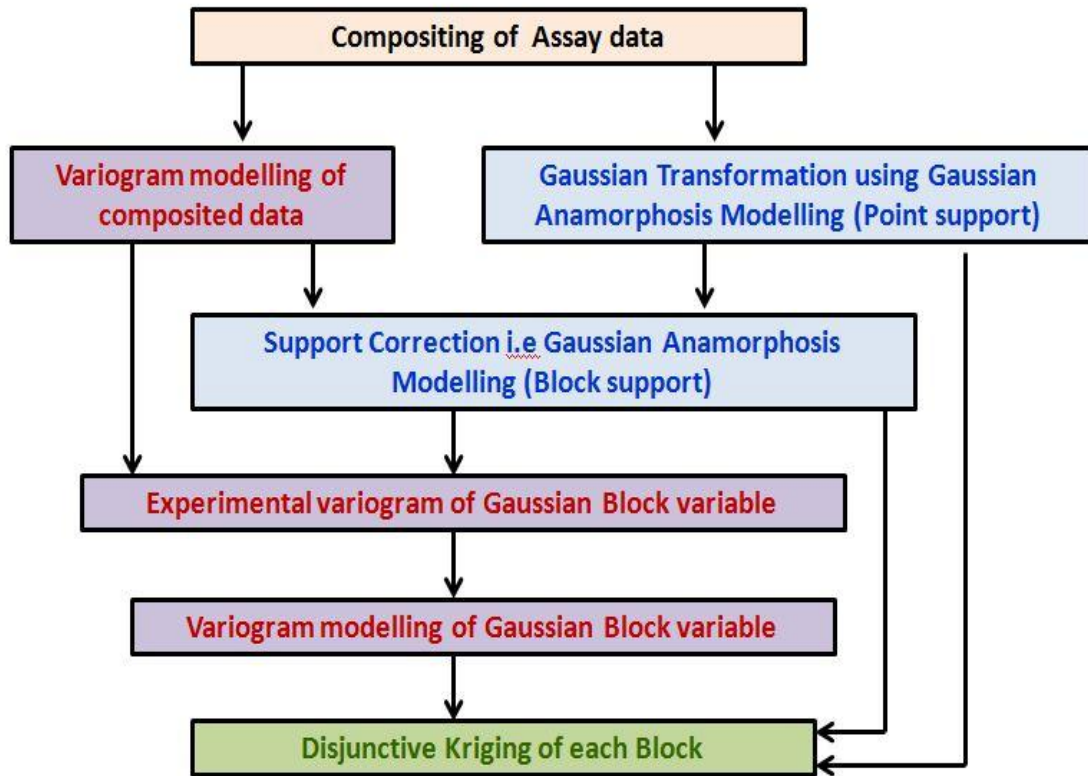 Compositing of Assay data
Variogram modelling of
composited data
Gaussian Transformation using Gaussian
Anamorphosis Modelling (Point support)
Support Correction i.e Gaussian Anamorphosis
Modelling (Block support)
Experimental variogram of Gaussian Block variable
Variogram modelling of Gaussian Block variable
Disjunctive Kriging of each Block